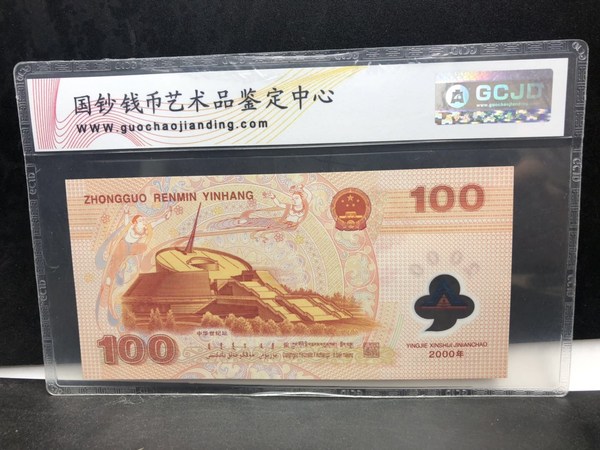 国钞钱币艺术品鉴定中心
www.guochaojianding.com
GCJD
ZHONGGUO RENMIN YINHANG
100
中华世纪坛
100
YINGJIE XINSHIJI JINIANCHAO
2000年